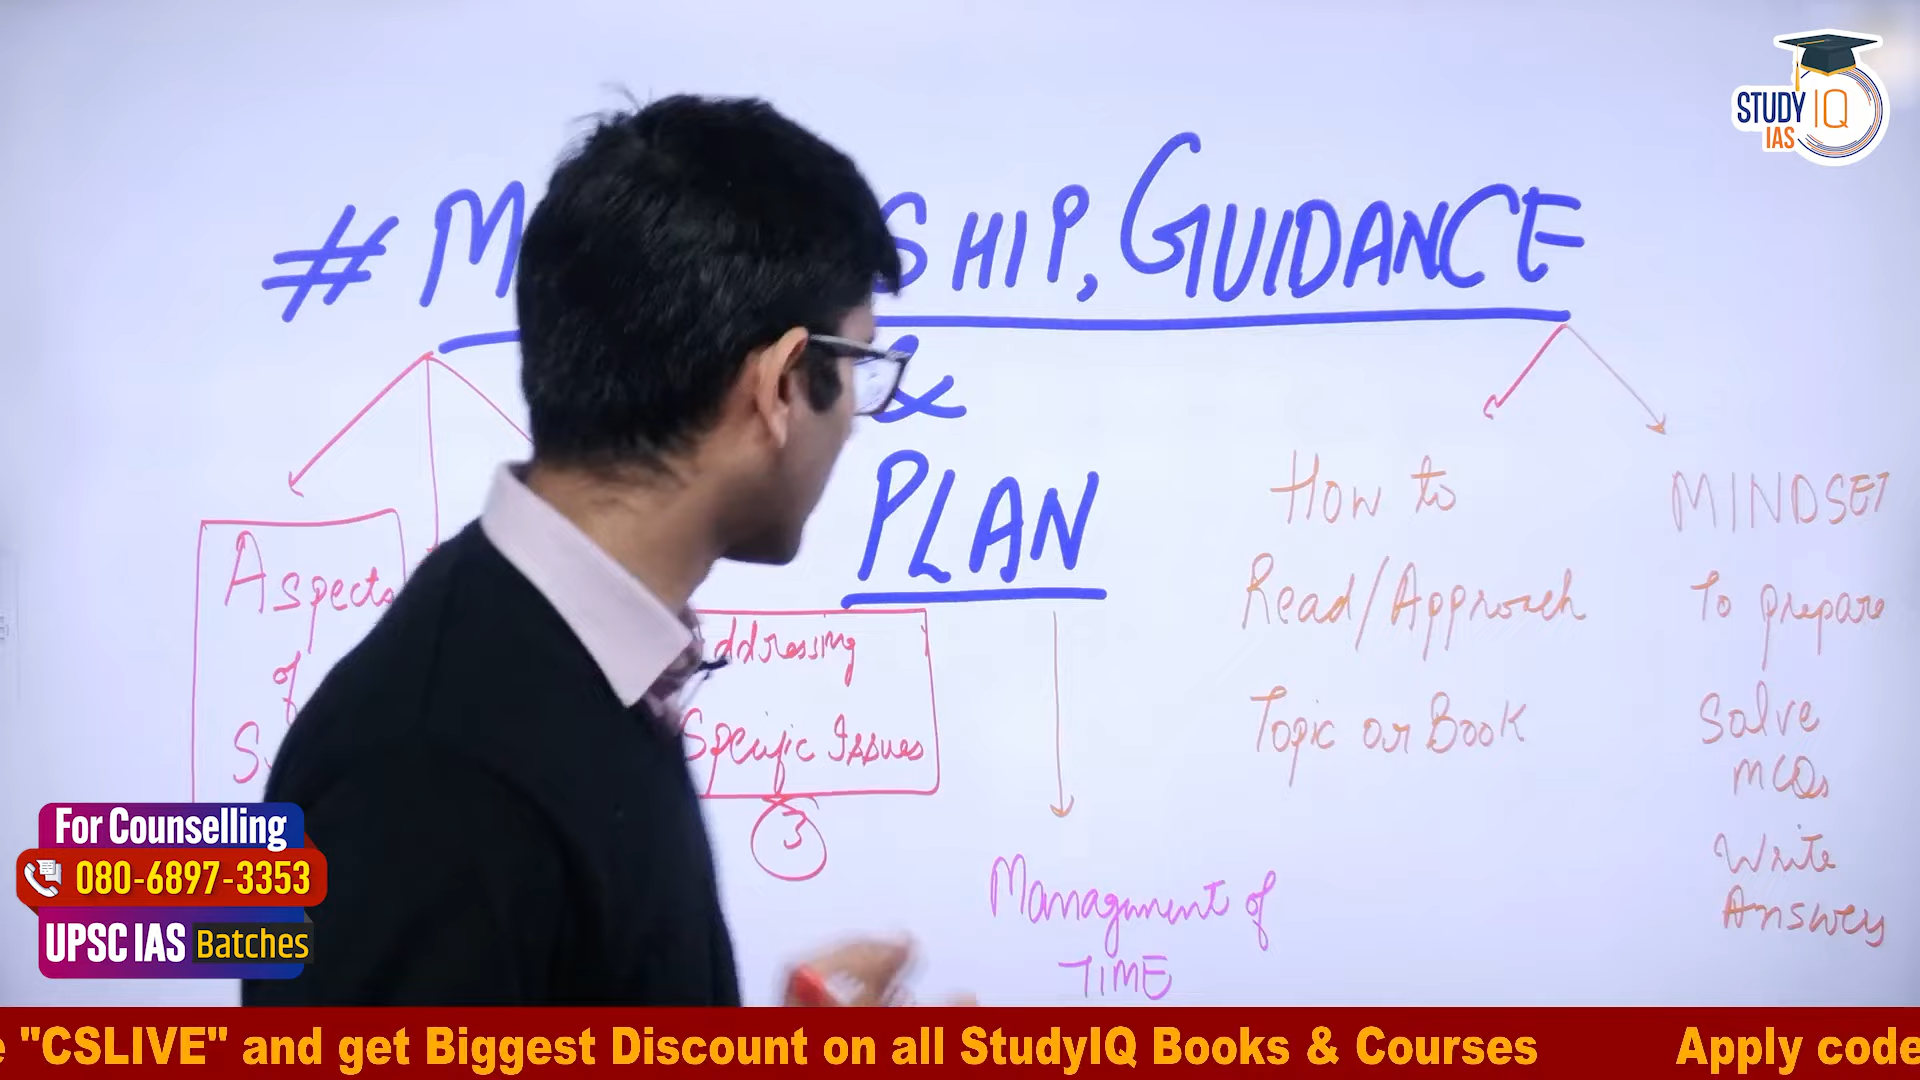 STUDY IQ
IAS
SHIP, GUIDANCE
&
PLAN
Aspects
of
ddressing
Specific Issues
3
Management of
TIME
How to
Read/Approach
Topic or Book
MINDSET
To prepare
Solve
MCQs
Write
Answers
For Counselling
080-6897-3353
UPSC IAS Batches
"CSLIVE" and get Biggest Discount on all StudyIQ Books & Courses Apply code